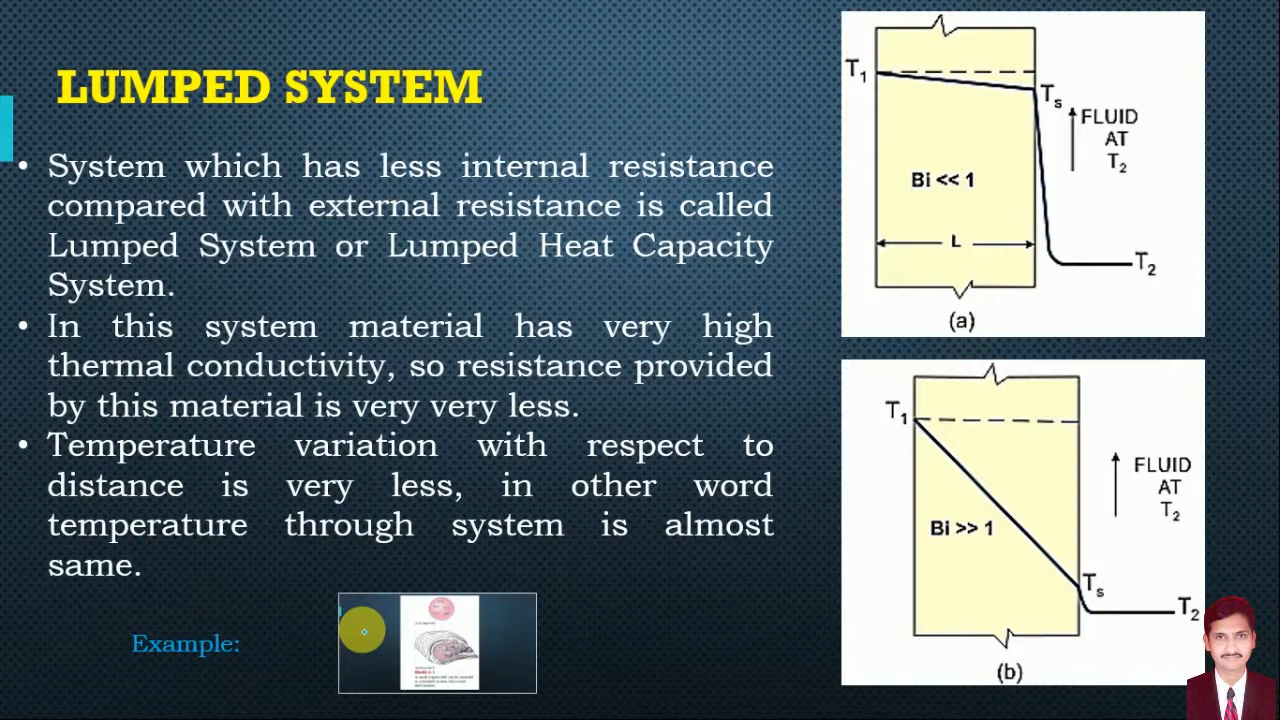 LUMPED SYSTEM
• System which has less internal resistance
compared with external resistance is called
Lumped System or Lumped Heat Capacity
System.
• In this system material has very high
thermal conductivity, so resistance provided
by this material is very very less.
• Temperature variation with respect to
distance is very less, in other word
temperature through system is almost
same.
Example:
T1
Ts
FLUID
AT
T2
Bi << 1
L
T2
(a)
T1
FLUID
AT
T2
Bi >> 1
Ts
T2
(b)